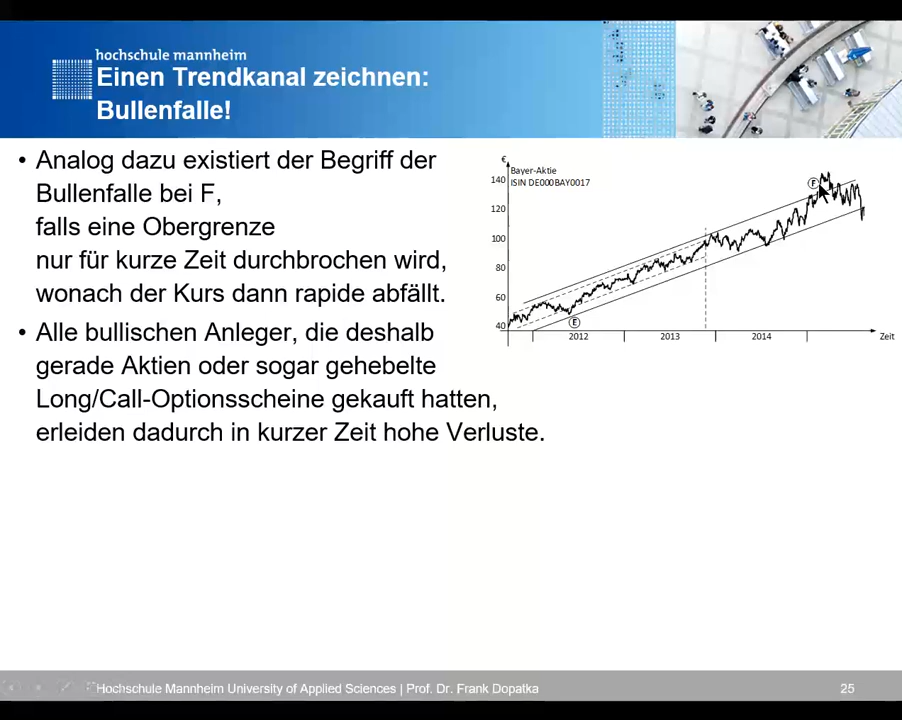 hochschule mannheim
Einen Trendkanal zeichnen:
Bullenfalle!
• Analog dazu existiert der Begriff der
Bullenfalle bei F,
falls eine Obergrenze
nur für kurze Zeit durchbrochen wird,
wonach der Kurs dann rapide abfällt.
• Alle bullischen Anleger, die deshalb
gerade Aktien oder sogar gehebelte
Long/Call-Optionsscheine gekauft hatten,
erleiden dadurch in kurzer Zeit hohe Verluste.
€
Bayer-Aktie
ISIN DE000BAY0017
140
120
100
80
60
40
F
E
2012 2013 2014 Zeit
Hochschule Mannheim University of Applied Sciences | Prof. Dr. Frank Dopatka 25